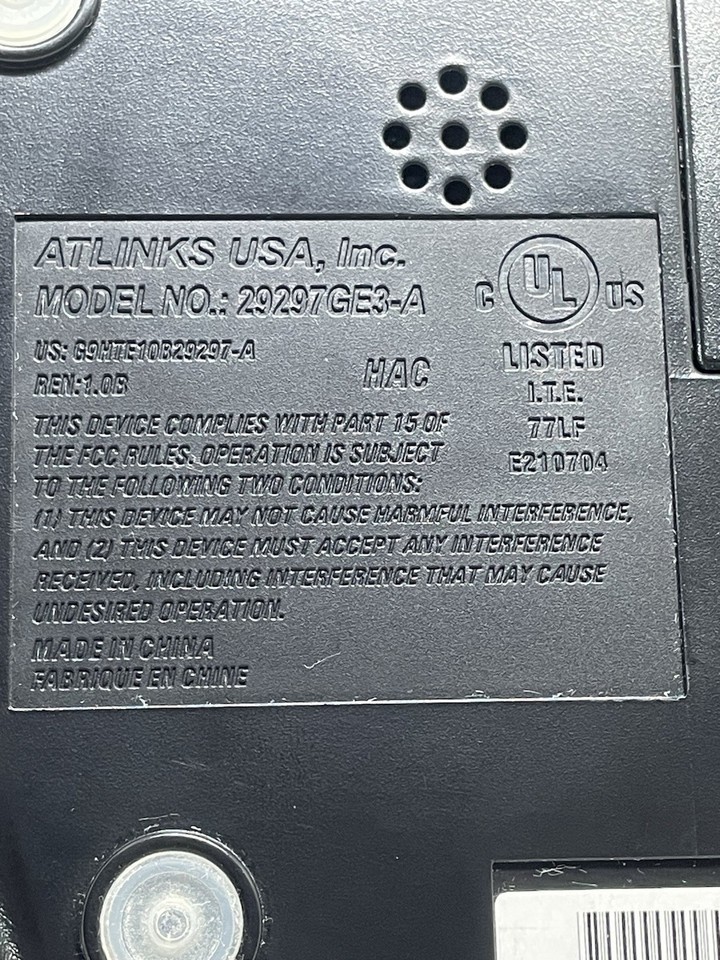 ATLINKS USA, Inc.
MODEL NO.: 29297GE3-A
US: G9HTE10B29297-A
REN:1.0B
HAC
C UL US
LISTED
I.T.E.
77LF
E210704
THIS DEVICE COMPLIES WITH PART 15 OF
THE FCC RULES. OPERATION IS SUBJECT
TO THE FOLLOWING TWO CONDITIONS:
(1) THIS DEVICE MAY NOT CAUSE HARMFUL INTERFERENCE,
AND (2) THIS DEVICE MUST ACCEPT ANY INTERFERENCE
RECEIVED, INCLUDING INTERFERENCE THAT MAY CAUSE
UNDESIRED OPERATION.
MADE IN CHINA
FABRIQUE EN CHINE